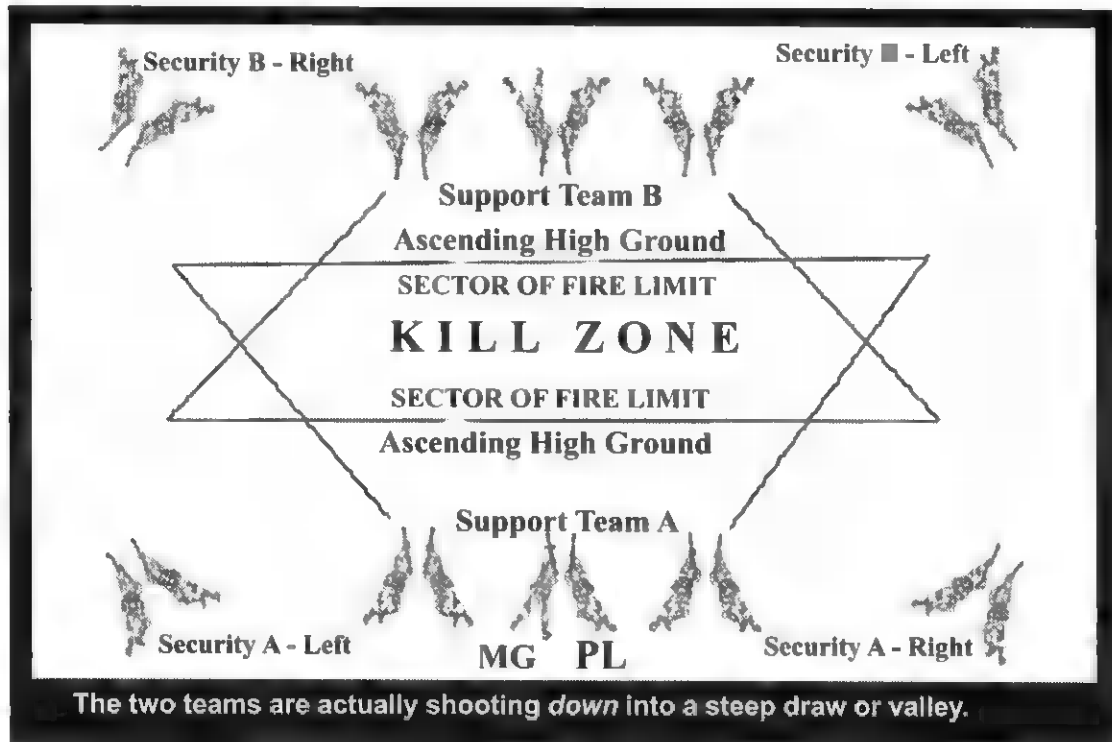 Security B - Right
Security ■ - Left
Support Team B
Ascending High Ground
SECTOR OF FIRE LIMIT
KILL ZONE
SECTOR OF FIRE LIMIT
Ascending High Ground
Support Team A
Security A - Left
MG PL
Security A - Right
The two teams are actually shooting down into a steep draw or valley.